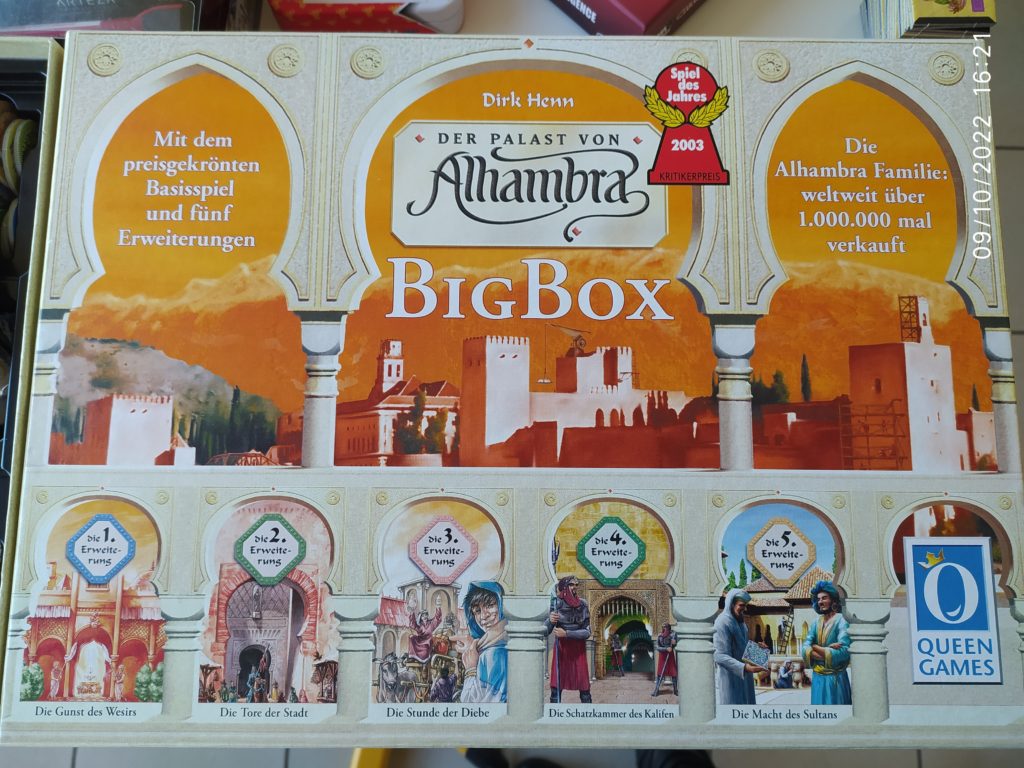 ARTEZA
GENCE
Dirk Henn
DER PALAST VON
Alhambra
BIGBOX
Spiel
des
Jahres
2003
KRITIKERPREIS
Mit dem
preisgekrönten
Basisspiel
und fünf
Erweiterungen
Die
Alhambra Familie:
weltweit über
1.000.000 mal
verkauft
09/10/2022 16:21
die 1.
Erweite-
rung
Die Gunst des Wesirs
die 2.
Erweite-
rung
Die Tore der Stadt
die 3.
Erweite-
rung
Die Stunde der Diebe
die 4.
Erweite-
rung
Die Schatzkammer des Kalifen
die 5.
Erweite-
rung
Die Macht des Sultans
QUEEN
GAMES